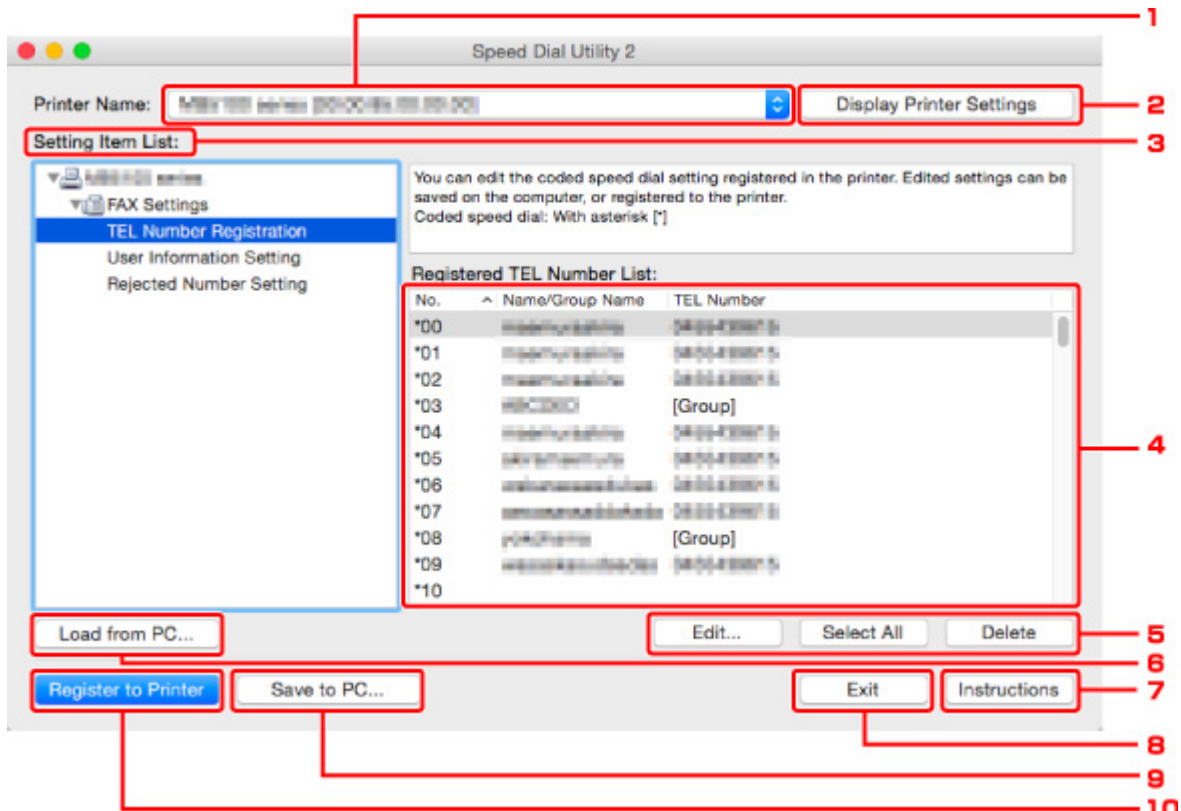 1
Speed Dial Utility 2
Printer Name: Display Printer Settings 2
Setting Item List: 3
FAX Settings
TEL Number Registration
User Information Setting
Rejected Number Setting
You can edit the coded speed dial setting registered in the printer. Edited settings can be
saved on the computer, or registered to the printer.
Coded speed dial: With asterisk [*]
Registered TEL Number List:
No. Name/Group Name TEL Number
*00
*01
*02
*03 [Group]
*04
*05
*06
*07
*08 [Group]
*09
*10
4
Load from PC... Edit... Select All Delete 5
6
Register to Printer Save to PC... Exit Instructions 7
8
9
10